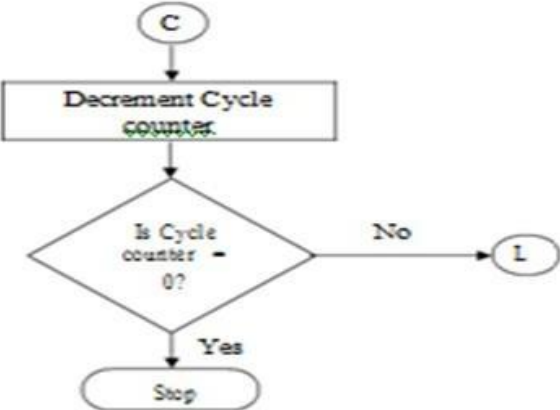 C
Decrement Cycle
counter
Is Cycle
counter =
0?
No
L
Yes
Stop